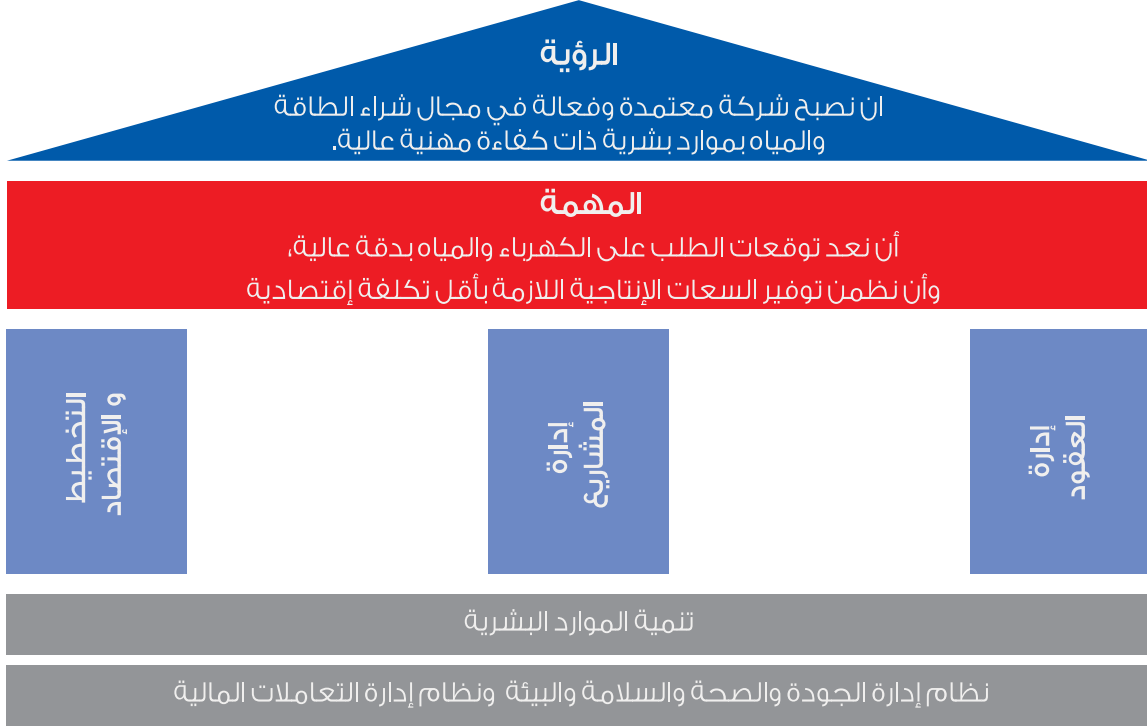 الرؤية
ان نصبح شركة معتمدة وفعالة في مجال شراء الطاقة
والمياه بموارد بشرية ذات كفاءة مهنية عالية.
المهمة
أن نعد توقعات الطلب على الكهرباء والمياه بدقة عالية،
وأن نظمن توفير السعات الإنتاجية اللازمة بأقل تكلفة إقتصادية
إدارة
العقود
إدارة
المشاريع
التخطيط
و الإقتصاد
تنمية الموارد البشرية
نظام إدارة الجودة والصحة والسلامة والبيئة ونظام إدارة التعاملات المالية